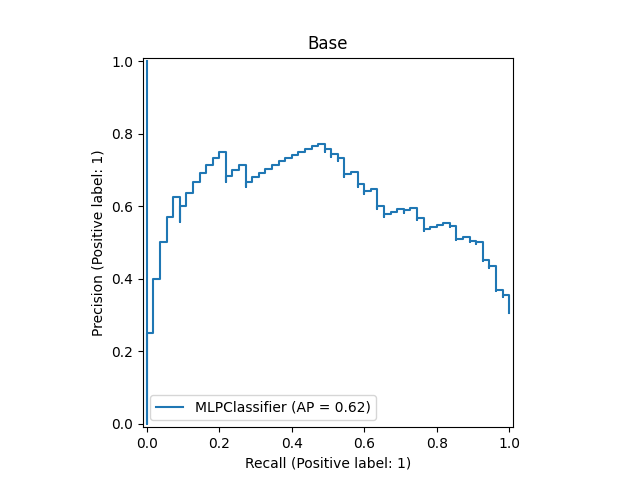 Base
1.0
0.8
0.6
0.4
0.2
0.0
Precision (Positive label: 1)
MLPClassifier (AP = 0.62)
0.0 0.2 0.4 0.6 0.8 1.0
Recall (Positive label: 1)